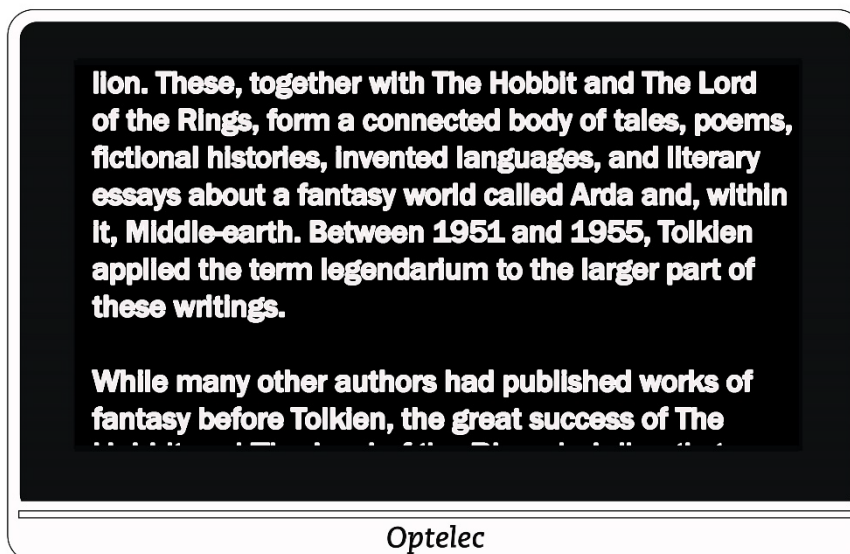 lion. These, together with The Hobbit and The Lord
of the Rings, form a connected body of tales, poems,
fictional histories, invented languages, and literary
essays about a fantasy world called Arda and, within
it, Middle-earth. Between 1951 and 1955, Tolkien
applied the term legendarium to the larger part of
these writings.
While many other authors had published works of
fantasy before Tolkien, the great success of The
Optelec